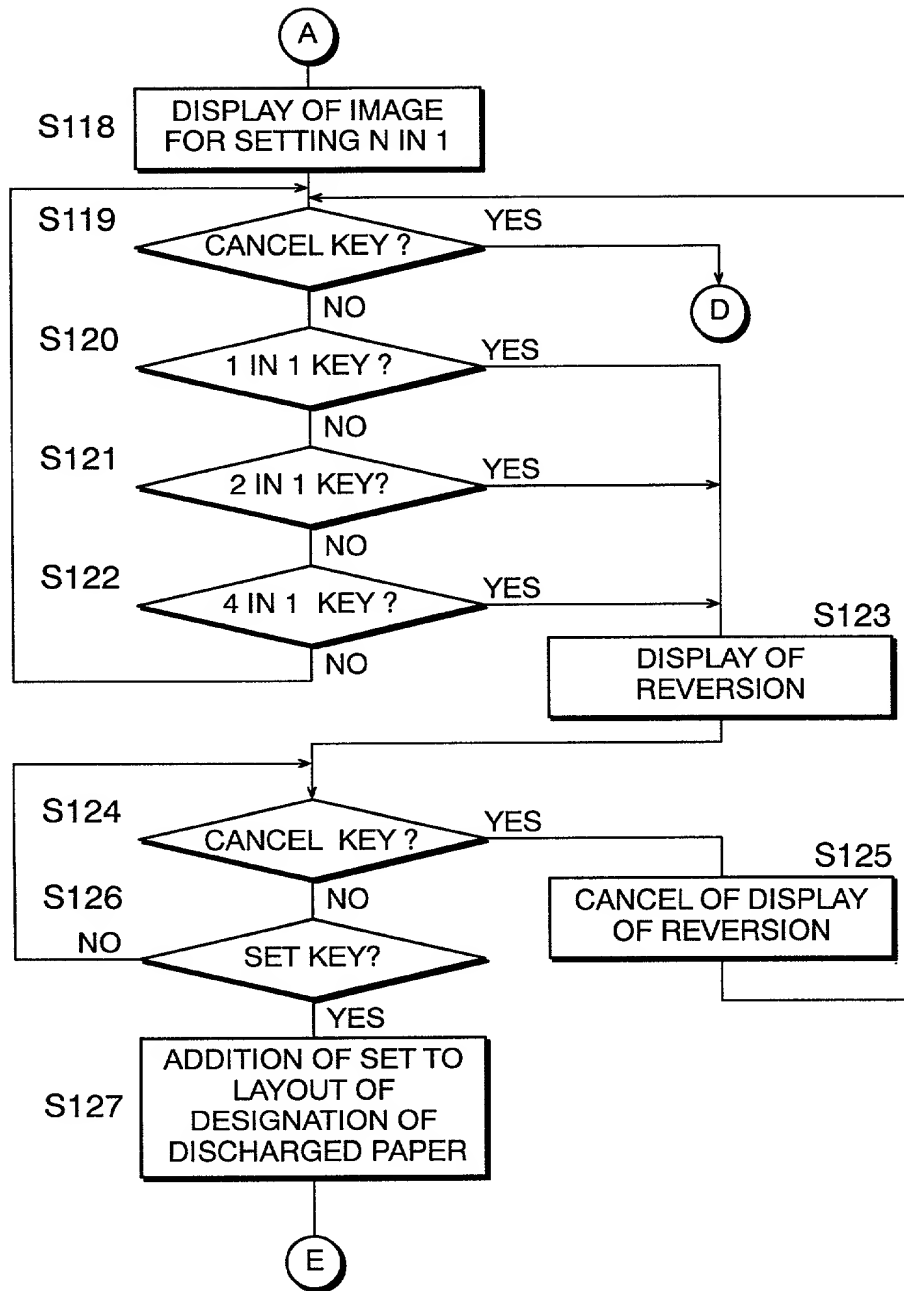 A
S118
DISPLAY OF IMAGE
FOR SETTING N IN 1
S119
CANCEL KEY ?
YES
D
NO
S120
1 IN 1 KEY ?
YES
NO
S121
2 IN 1 KEY?
YES
NO
S122
4 IN 1 KEY ?
YES
NO
S123
DISPLAY OF
REVERSION
S124
CANCEL KEY ?
YES
NO
S125
CANCEL OF DISPLAY
OF REVERSION
S126
NO
SET KEY?
YES
S127
ADDITION OF SET TO
LAYOUT OF
DESIGNATION OF
DISCHARGED PAPER
E